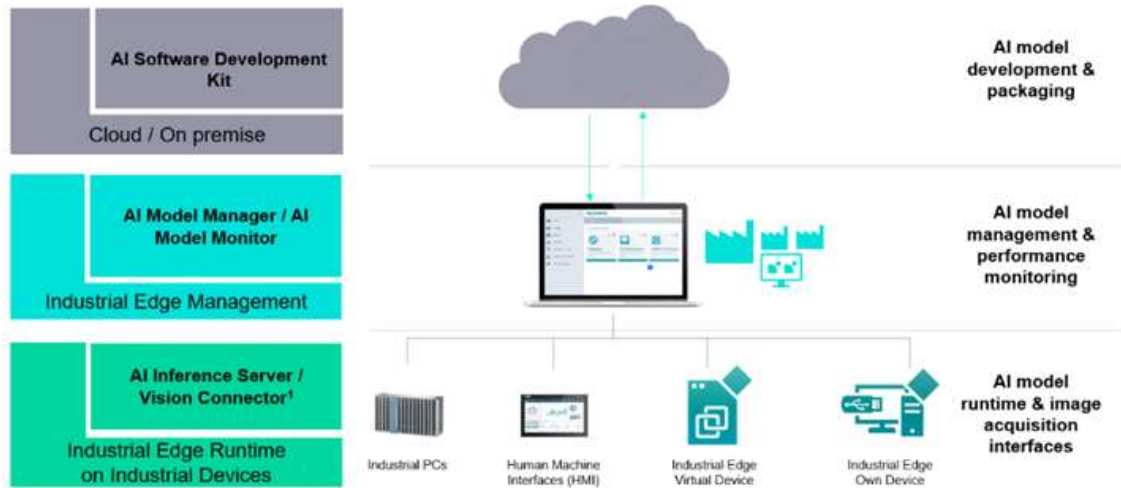 AI Software Development
Kit
Cloud / On premise
AI model
development &
packaging
AI Model Manager / AI
Model Monitor
Industrial Edge Management
AI model
management &
performance
monitoring
AI Inference Server /
Vision Connector¹
Industrial Edge Runtime
on Industrial Devices
Industrial PCs
Human Machine
Interfaces (HMI)
Industrial Edge
Virtual Device
Industrial Edge
Own Device
AI model
runtime & image
acquisition
interfaces